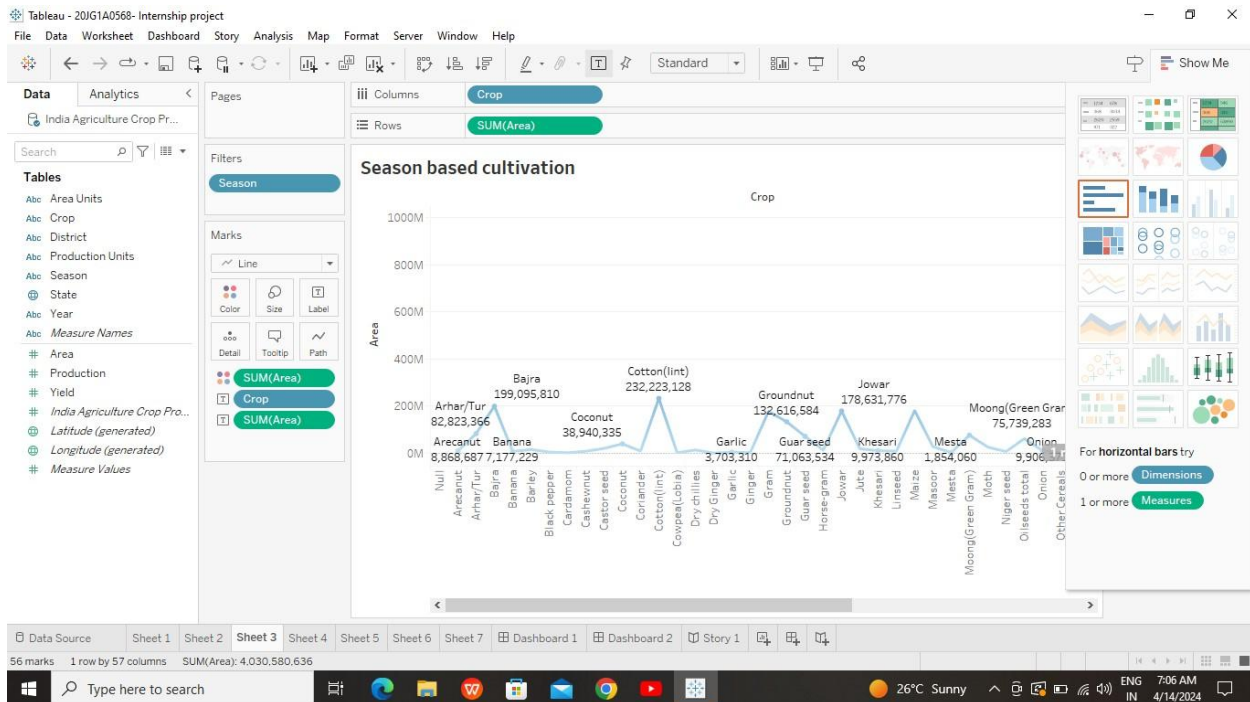 Tableau - 20JG1A0568- Internship project
File Data Worksheet Dashboard Story Analysis Map Format Server Window Help
Standard
Show Me
Data Analytics
India Agriculture Crop Pr...
Search
Tables
Abc Area Units
Abc Crop
Abc District
Abc Production Units
Abc Season
State
Abc Year
Abc Measure Names
# Area
# Production
# Yield
# India Agriculture Crop Pro...
Latitude (generated)
Longitude (generated)
# Measure Values
Pages
Filters
Season
Marks
Line
Color Size Label
Detail Tooltip Path
SUM(Area)
Crop
SUM(Area)
iii Columns Crop
Rows SUM(Area)
Season based cultivation
Crop
1000M
800M
600M
400M
200M
0M
Area
Arhar/Tur
82,823,366
Bajra
199,095,810
Coconut
38,940,335
Cotton(lint)
232,223,128
Groundnut
132,616,584
Jowar
178,631,776
Moong(Green Gram
75,739,283
Arecanut
8,868,687
Banana
7,177,229
Garlic
3,703,310
Guar seed
71,063,534
Khesari
9,973,860
Mesta
1,854,060
Onion
Null
Arecanut
Arhar/Tur
Bajra
Banana
Barley
Black pepper
Cardamom
Cashewnut
Castor seed
Coconut
Coriander
Cotton(lint)
Cowpea(Lobia)
Dry chillies
Dry Ginger
Garlic
Ginger
Gram
Groundnut
Guar seed
Horse-gram
Jowar
Jute
Khesari
Linseed
Maize
Masoor
Mesta
Moong(Green Gram)
Moth
Niger seed
Oilseeds total
Onion
Other Cereals
For horizontal bars try
0 or more Dimensions
1 or more Measures
Data Source Sheet 1 Sheet 2 Sheet 3 Sheet 4 Sheet 5 Sheet 6 Sheet 7 Dashboard 1 Dashboard 2 Story 1
56 marks 1 row by 57 columns SUM(Area): 4,030,580,636
Type here to search
26°C Sunny
ENG
IN
7:06 AM
4/14/2024